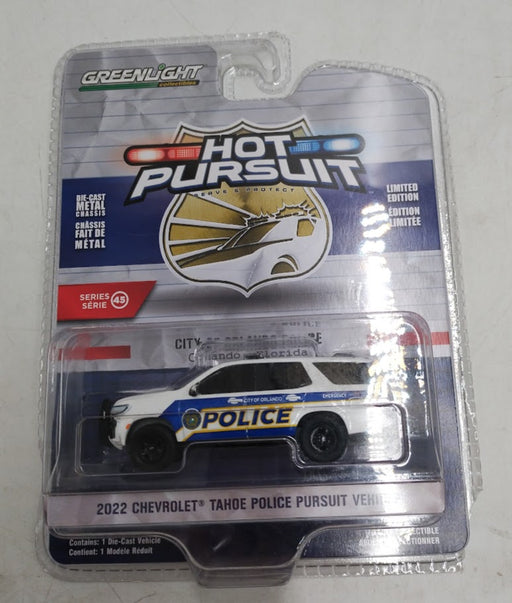 GREENLIGHT
collectibles
HOT
PURSUIT
SERVE & PROTECT
DIE-CAST
METAL
CHASSIS
CHÂSSIS
FAIT DE
MÉTAL
LIMITED
EDITION
ÉDITION
LIMITÉE
SERIES
SÉRIE
45
CITY OF ORLANDO
Orlando, Florida
CITY OF ORLANDO
EMERGENCY
POLICE
2022 CHEVROLET® TAHOE POLICE PURSUIT
Contains: 1 Die-Cast Vehicle
Contient: 1 Modèle Réduit